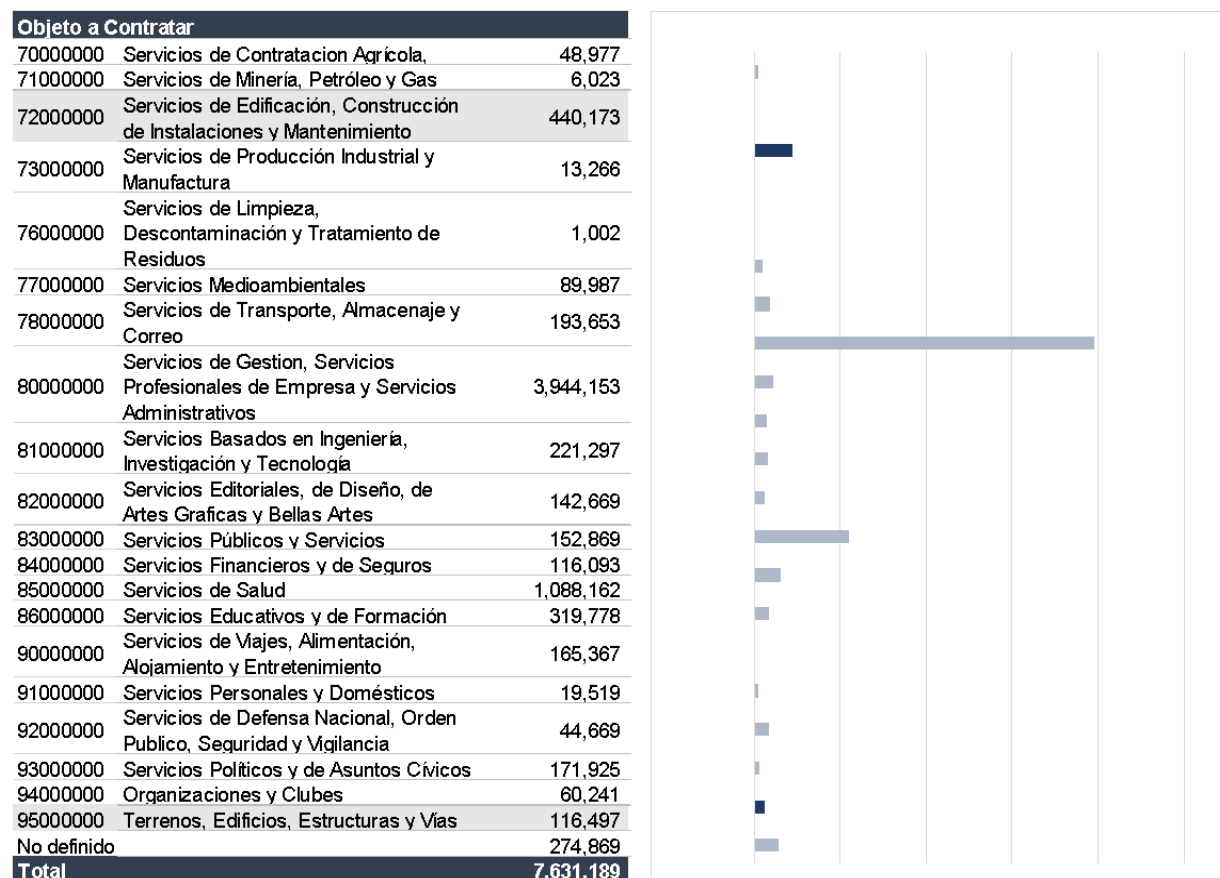 Objeto a Contratar
70000000 Servicios de Contratacion Agrícola, 48,977
71000000 Servicios de Minería, Petróleo y Gas 6,023
72000000 Servicios de Edificación, Construcción
de Instalaciones y Mantenimiento 440,173
73000000 Servicios de Producción Industrial y
Manufactura 13,266
76000000 Servicios de Limpieza,
Descontaminación y Tratamiento de
Residuos 1,002
77000000 Servicios Medioambientales 89,987
78000000 Servicios de Transporte, Almacenaje y
Correo 193,653
80000000 Servicios de Gestion, Servicios
Profesionales de Empresa y Servicios
Administrativos 3,944,153
81000000 Servicios Basados en Ingeniería,
Investigación y Tecnología 221,297
82000000 Servicios Editoriales, de Diseño, de
Artes Graficas y Bellas Artes 142,669
83000000 Servicios Públicos y Servicios 152,869
84000000 Servicios Financieros y de Seguros 116,093
85000000 Servicios de Salud 1,088,162
86000000 Servicios Educativos y de Formación 319,778
90000000 Servicios de Viajes, Alimentación,
Alojamiento y Entretenimiento 165,367
91000000 Servicios Personales y Domésticos 19,519
92000000 Servicios de Defensa Nacional, Orden
Publico, Seguridad y Vigilancia 44,669
93000000 Servicios Políticos y de Asuntos Cívicos 171,925
94000000 Organizaciones y Clubes 60,241
95000000 Terrenos, Edificios, Estructuras y Vías 116,497
No definido 274,869
Total 7,631,189